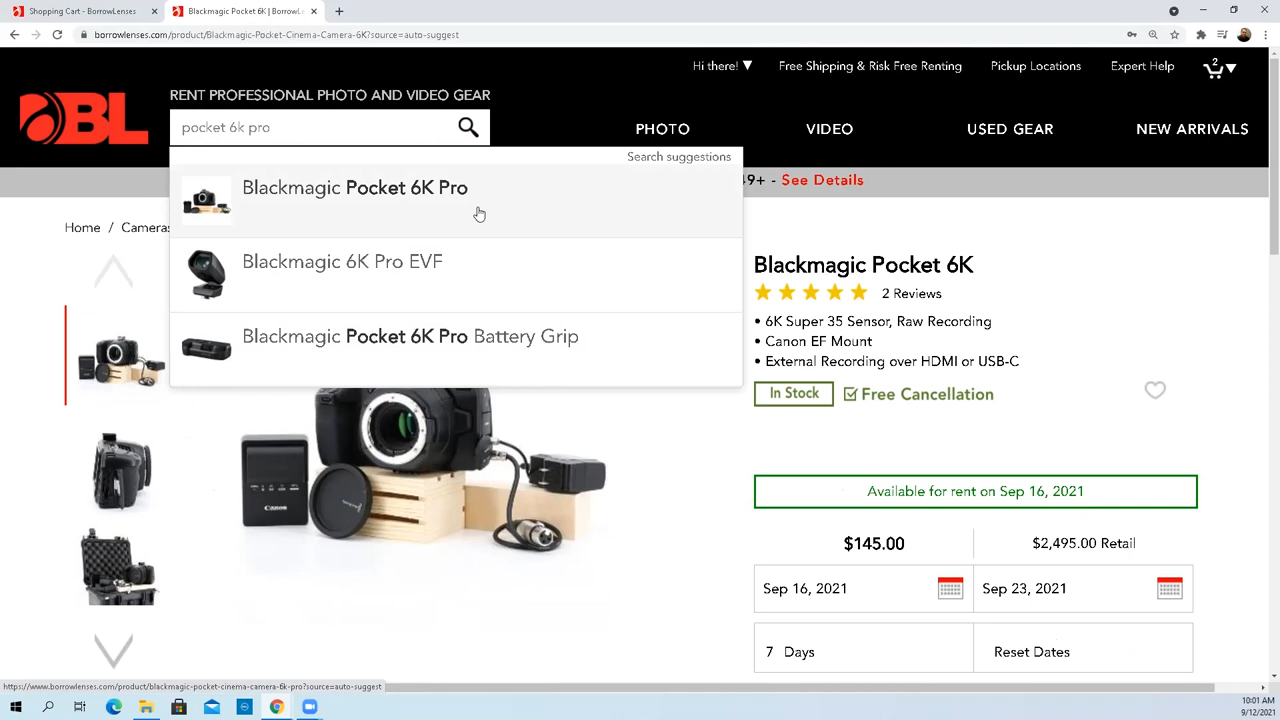 Shopping Cart - BorrowLenses
Blackmagic Pocket 6K | BorrowL
borrowlenses.com/product/Blackmagic-Pocket-Cinema-Camera-6K?source=auto-suggest
Hi there! ▼
Free Shipping & Risk Free Renting
Pickup Locations
Expert Help
2
BL
RENT PROFESSIONAL PHOTO AND VIDEO GEAR
pocket 6k pro
PHOTO
VIDEO
USED GEAR
NEW ARRIVALS
Search suggestions
49+ - See Details
Blackmagic Pocket 6K Pro
Blackmagic 6K Pro EVF
Blackmagic Pocket 6K Pro Battery Grip
Home / Cameras
Blackmagic Pocket 6K
2 Reviews
• 6K Super 35 Sensor, Raw Recording
• Canon EF Mount
• External Recording over HDMI or USB-C
In Stock
Free Cancellation
Canon
Available for rent on Sep 16, 2021
$145.00
$2,495.00 Retail
Sep 16, 2021
Sep 23, 2021
7 Days
Reset Dates
https://www.borrowlenses.com/product/blackmagic-pocket-cinema-camera-6k-pro?source=auto-suggest
10:01 AM
9/12/2021